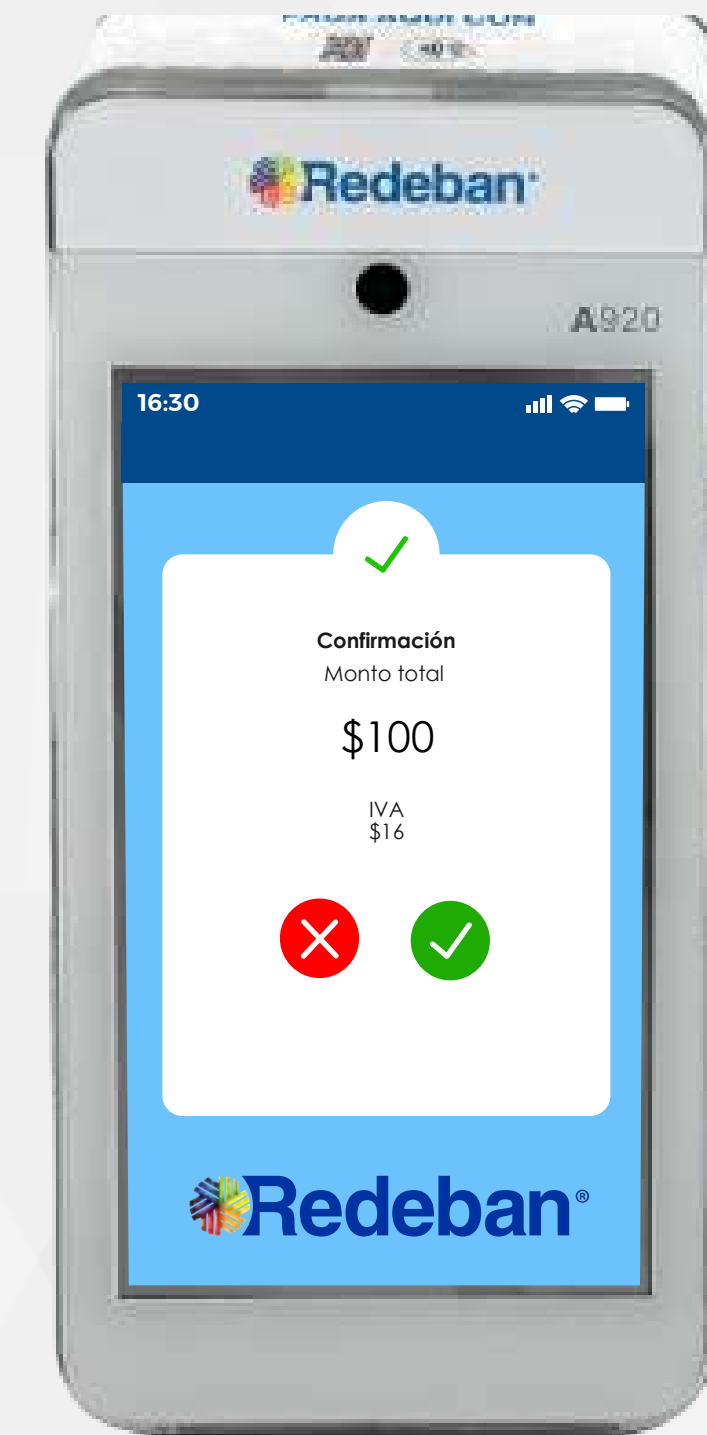 Redeban
A920
16:30
Confirmación
Monto total
$100
IVA
$16
Redeban®